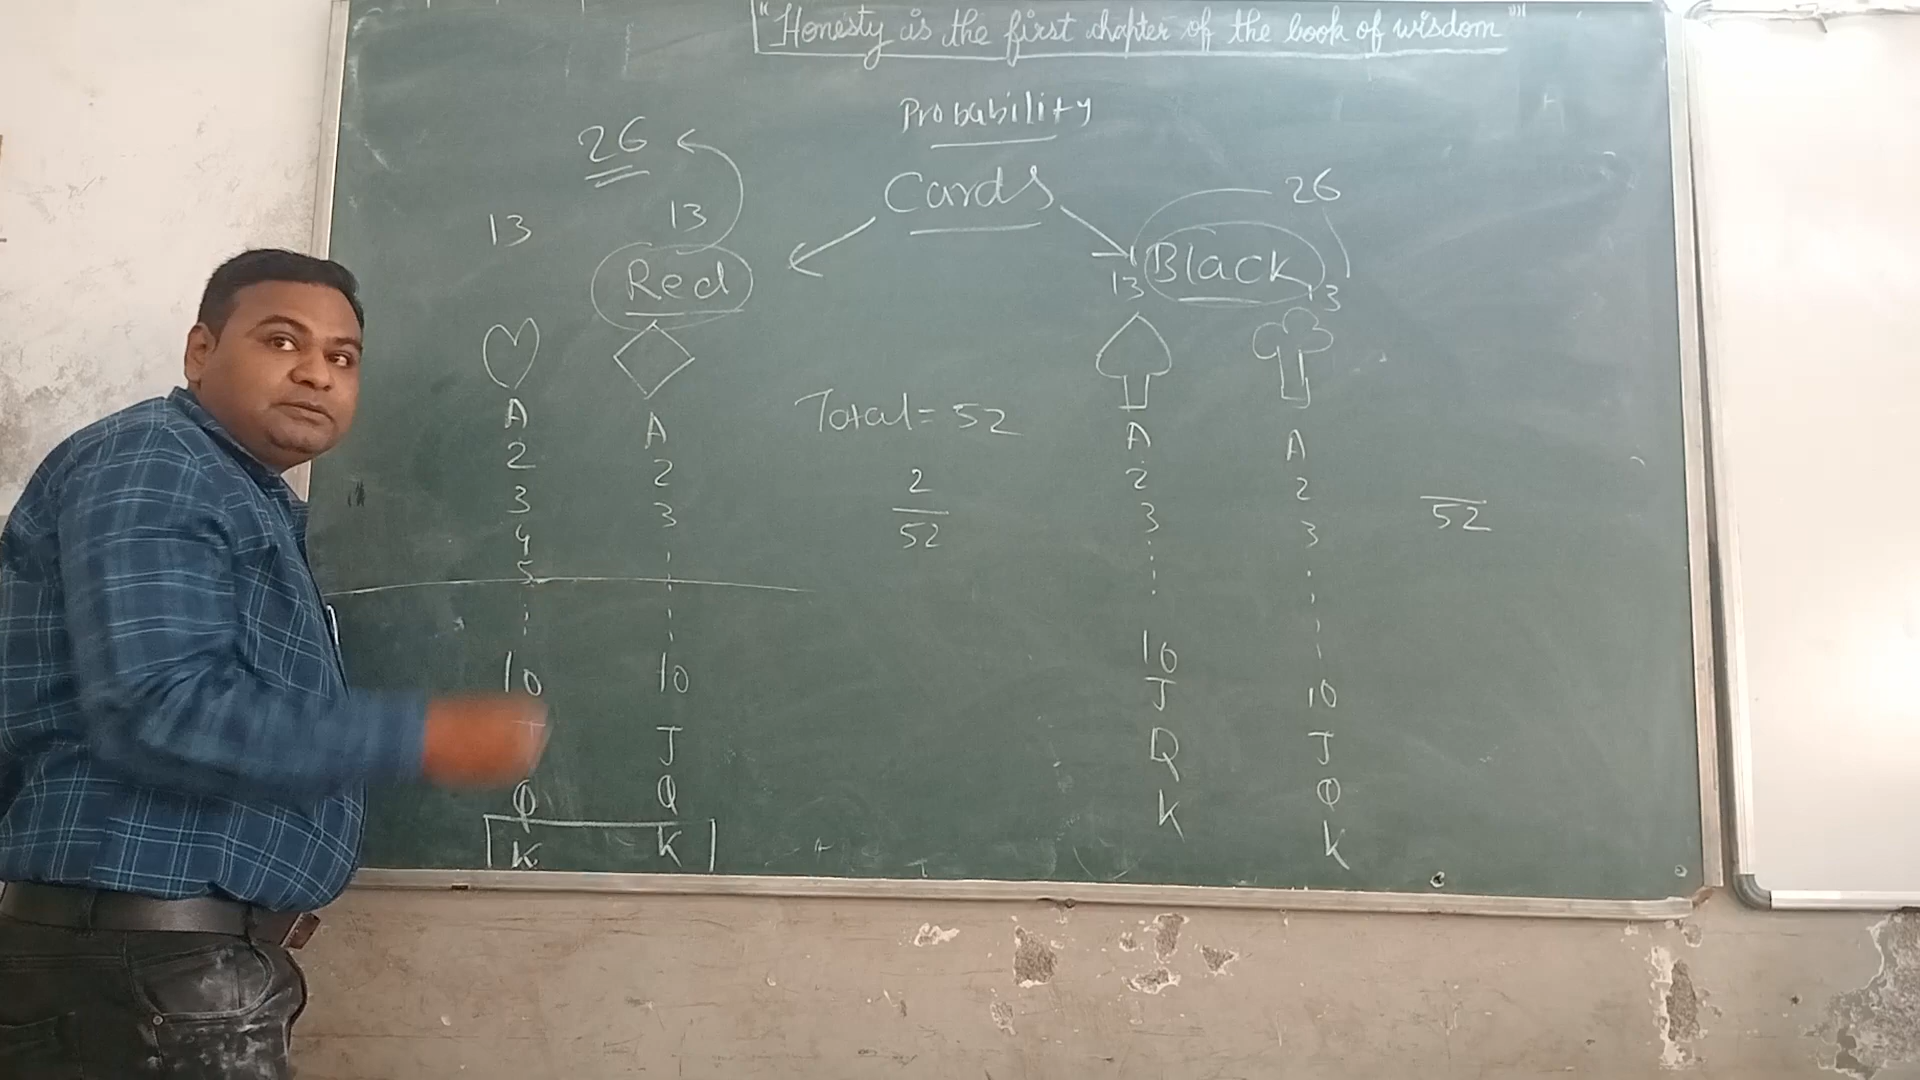 "Honesty is the first chapter of the book of wisdom"
Probability
Cards
26
13 13
Red
26
Black
13 13
A A
2 2
3 3
4
5
10 10
J
Q Q
K K
Total = 52
2
52
A A
2 2
3 3
10 10
J J
Q Q
K K
52